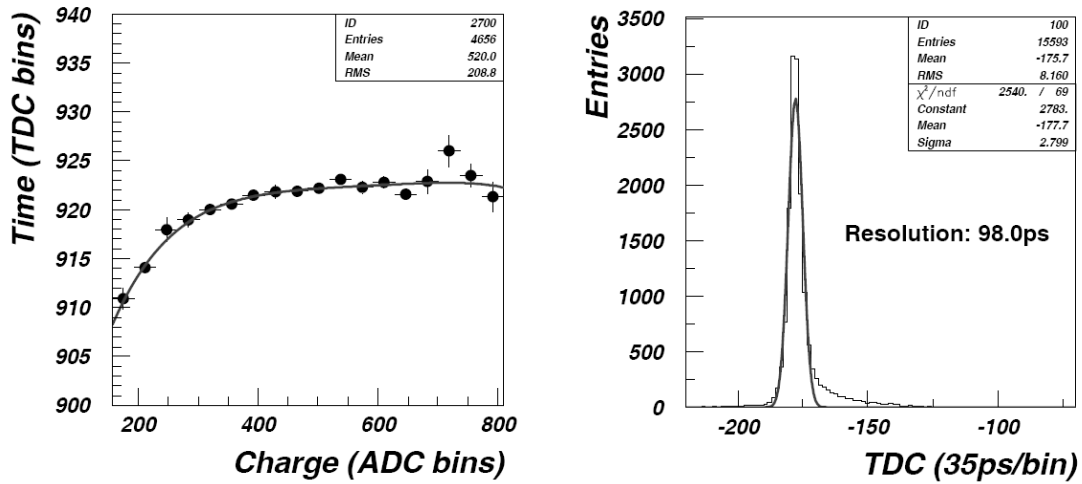 Time (TDC bins)
940
935
930
925
920
915
910
905
900
200
400
600
800
Charge (ADC bins)
ID 2700
Entries 4656
Mean 520.0
RMS 208.8
Entries
3500
3000
2500
2000
1500
1000
500
0
-200
-150
-100
TDC (35ps/bin)
ID 100
Entries 15593
Mean -175.7
RMS 8.160
χ²/ndf 2540. / 69
Constant 2783.
Mean -177.7
Sigma 2.799
Resolution: 98.0ps